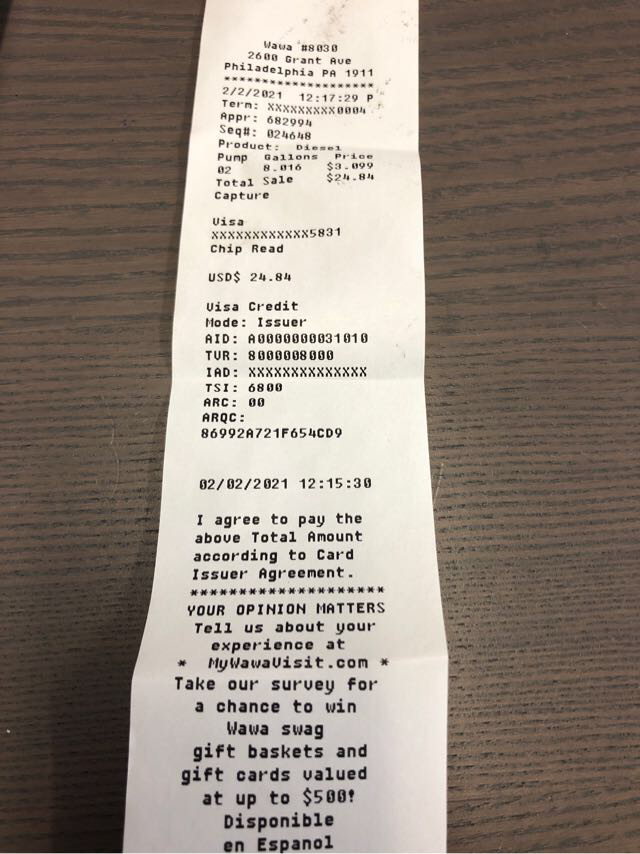 Wawa #8030
2600 Grant Ave
Philadelphia PA 1911
********************
2/2/2021 12:17:29 P
Term: XXXXXXXXX0004
Appr: 682994
Seq#: 024648
Product: Diesel
Pump Gallons Price
02 8.016 $3.099
Total Sale $24.84
Capture
Visa
XXXXXXXXXXXX5831
Chip Read
USD$ 24.84
Visa Credit
Mode: Issuer
AID: A0000000031010
TVR: 8000008000
IAD: XXXXXXXXXXXXXX
TSI: 6800
ARC: 00
ARQC:
86992A721F654CD9
02/02/2021 12:15:30
I agree to pay the
above Total Amount
according to Card
Issuer Agreement.
********************
YOUR OPINION MATTERS
Tell us about your
experience at
* MyWawaVisit.com *
Take our survey for
a chance to win
Wawa swag
gift baskets and
gift cards valued
at up to $500!
Disponible
en Espanol